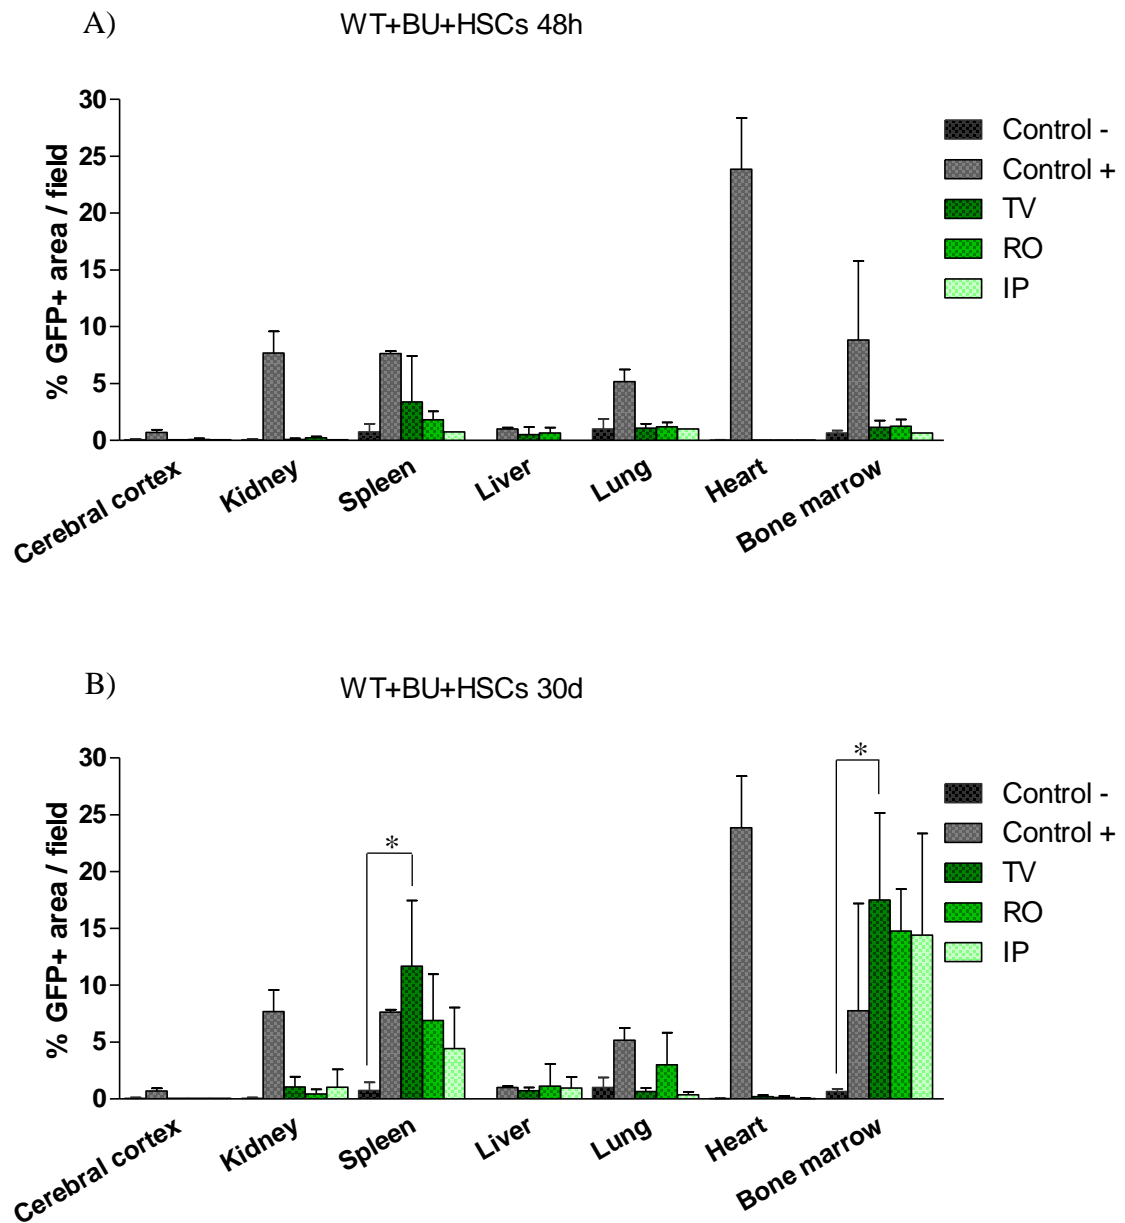 A)
WT+BU+HSCs 48h
% GFP+ area / field
30
25
20
15
10
5
0
Cerebral cortex
Kidney
Spleen
Liver
Lung
Heart
Bone marrow
Control -
Control +
TV
RO
IP
B)
WT+BU+HSCs 30d
% GFP+ area / field
30
25
20
15
10
5
0
*
*
Cerebral cortex
Kidney
Spleen
Liver
Lung
Heart
Bone marrow
Control -
Control +
TV
RO
IP